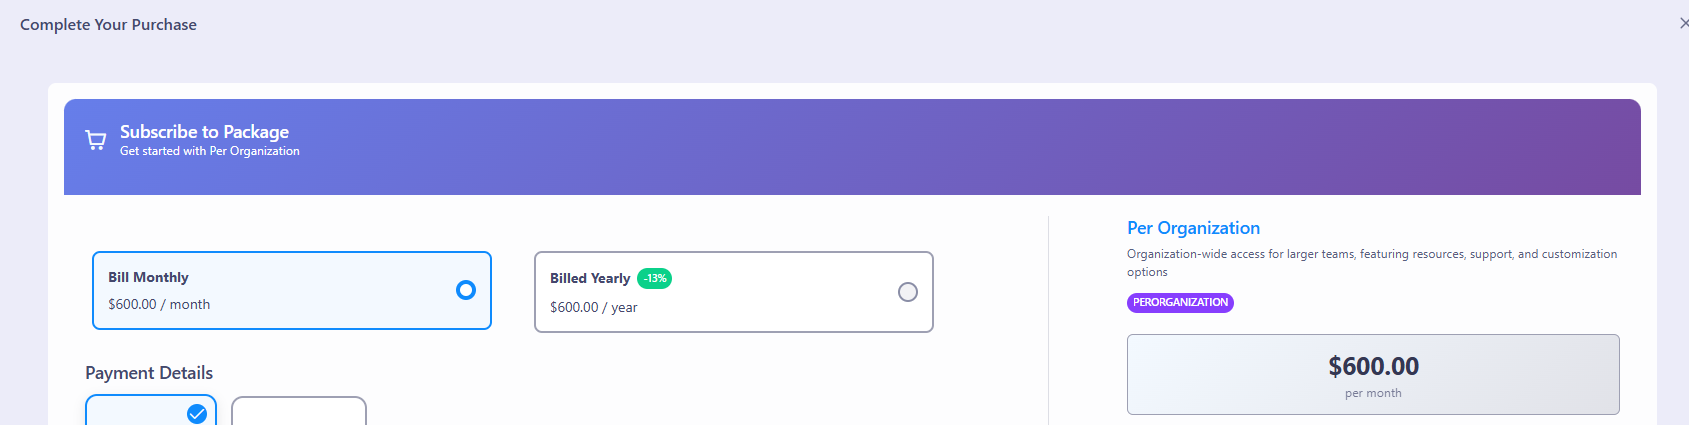 Complete Your Purchase
Subscribe to Package
Get started with Per Organization
Bill Monthly
$600.00 / month
Billed Yearly -13%
$600.00 / year
Payment Details
Per Organization
Organization-wide access for larger teams, featuring resources, support, and customization
options
PERORGANIZATION
$600.00
per month